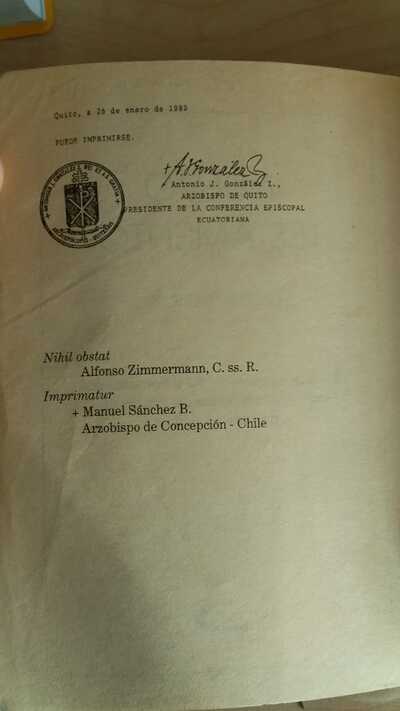 Quito, a 26 de enero de 1983
PUEDE IMPRIMIRSE.
+ A J González
Antonio J. González Z.,
ARZOBISPO DE QUITO
PRESIDENTE DE LA CONFERENCIA EPISCOPAL
ECUATORIANA
Nihil obstat
Alfonso Zimmermann, C. ss. R.
Imprimatur
+ Manuel Sánchez B.
Arzobispo de Concepción - Chile